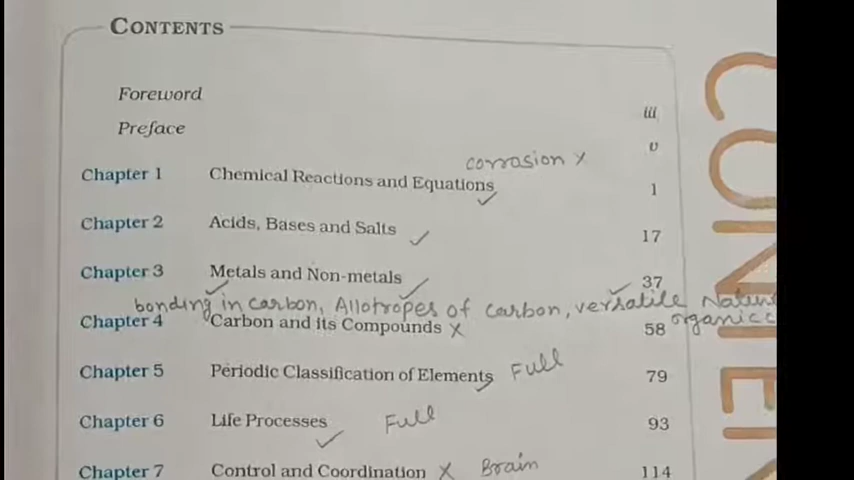 CONTENTS
Foreword iii
Preface v
corrosion x
Chapter 1 Chemical Reactions and Equations 1
Chapter 2 Acids, Bases and Salts 17
Chapter 3 Metals and Non-metals 37
bonding in carbon, Allotropes of carbon, versatile Nature
organic
Chapter 4 Carbon and its Compounds x 58
Chapter 5 Periodic Classification of Elements Full 79
Chapter 6 Life Processes Full 93
Chapter 7 Control and Coordination x Brain 114
CONTEN